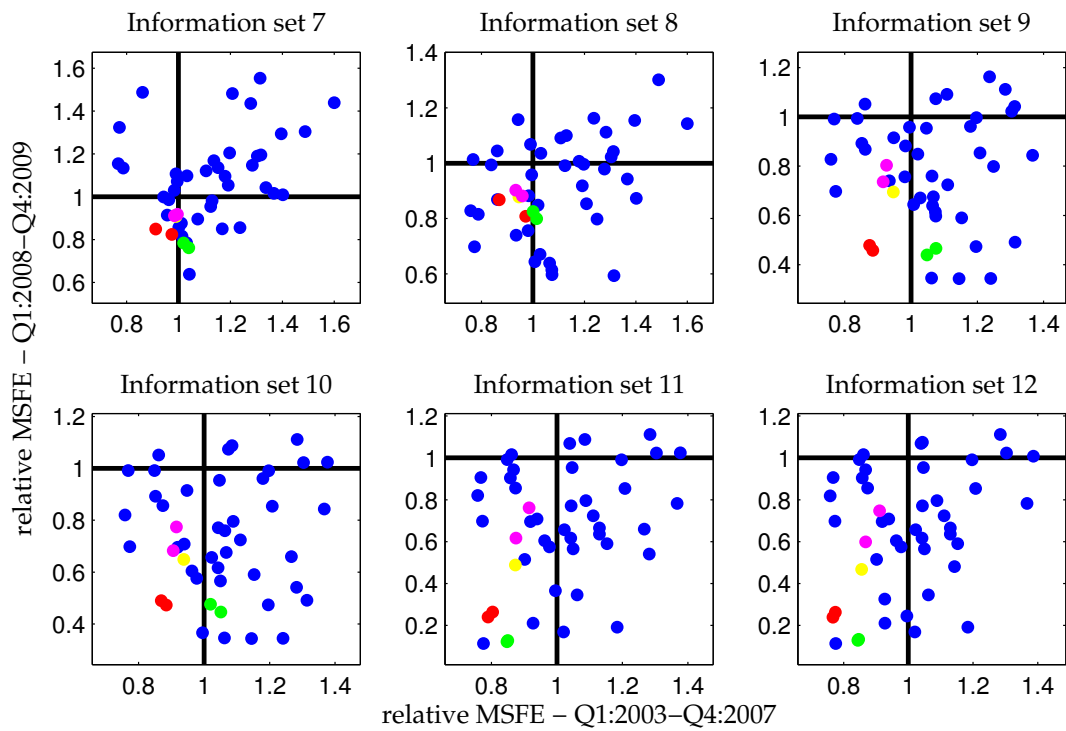 Information set 7
Information set 8
Information set 9
1.6
1.4
1.2
1
0.8
0.6
0.8 1 1.2 1.4 1.6
1.4
1.2
1
0.8
0.6
0.8 1 1.2 1.4 1.6
1.2
1
0.8
0.6
0.4
0.8 1 1.2 1.4
relative MSFE – Q1:2008–Q4:2009
Information set 10
Information set 11
Information set 12
1.2
1
0.8
0.6
0.4
0.8 1 1.2 1.4
1.2
1
0.8
0.6
0.4
0.2
0.8 1 1.2 1.4
1.2
1
0.8
0.6
0.4
0.2
0.8 1 1.2 1.4
relative MSFE – Q1:2003–Q4:2007